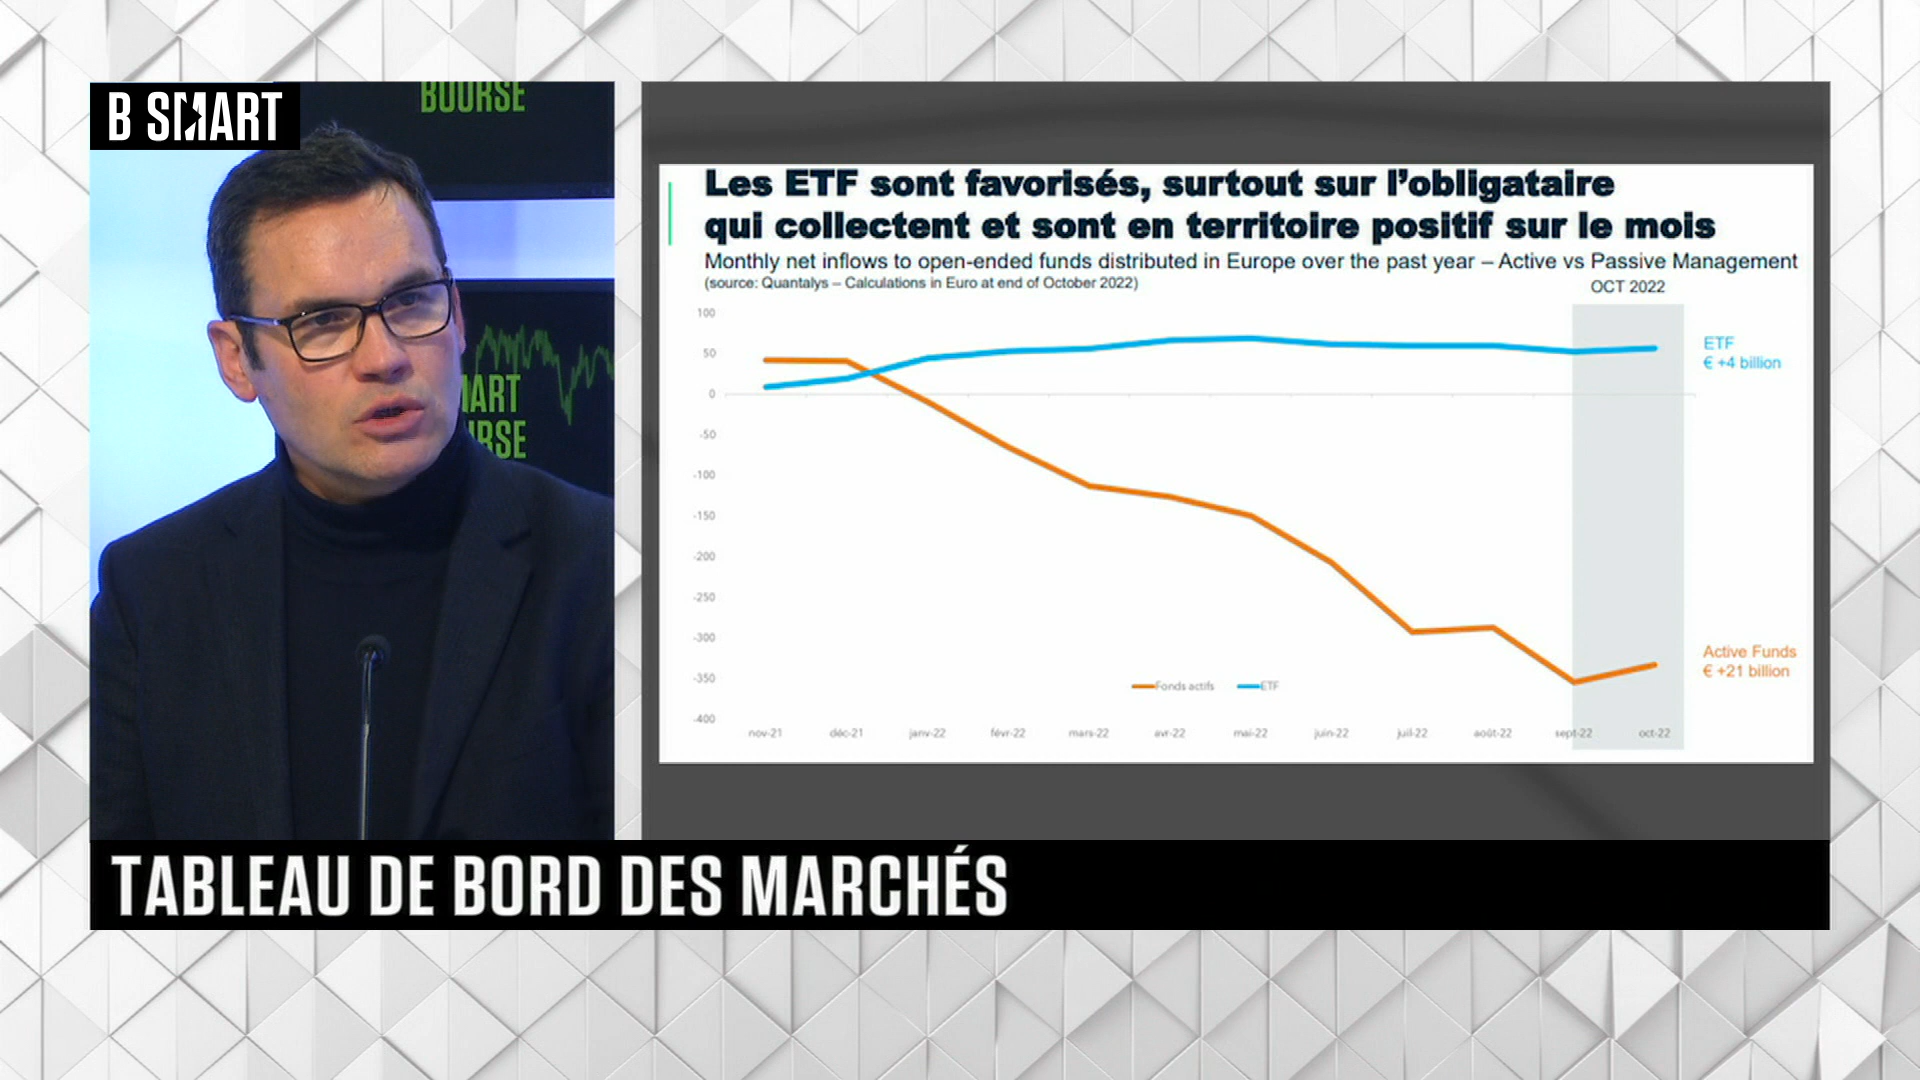 B SMART
BOURSE
MART
RSE
Les ETF sont favorisés, surtout sur l’obligataire
qui collectent et sont en territoire positif sur le mois
Monthly net inflows to open-ended funds distributed in Europe over the past year – Active vs Passive Management
(source: Quantalys – Calculations in Euro at end of October 2022)
OCT 2022
100
50
0
-50
-100
-150
-200
-250
-300
-350
-400
ETF
€ +4 billion
Active Funds
€ +21 billion
Fonds actifs ETF
nov-21 déc-21 janv-22 févr-22 mars-22 avr-22 mai-22 juin-22 juil-22 août-22 sept-22 oct-22
TABLEAU DE BORD DES MARCHÉS